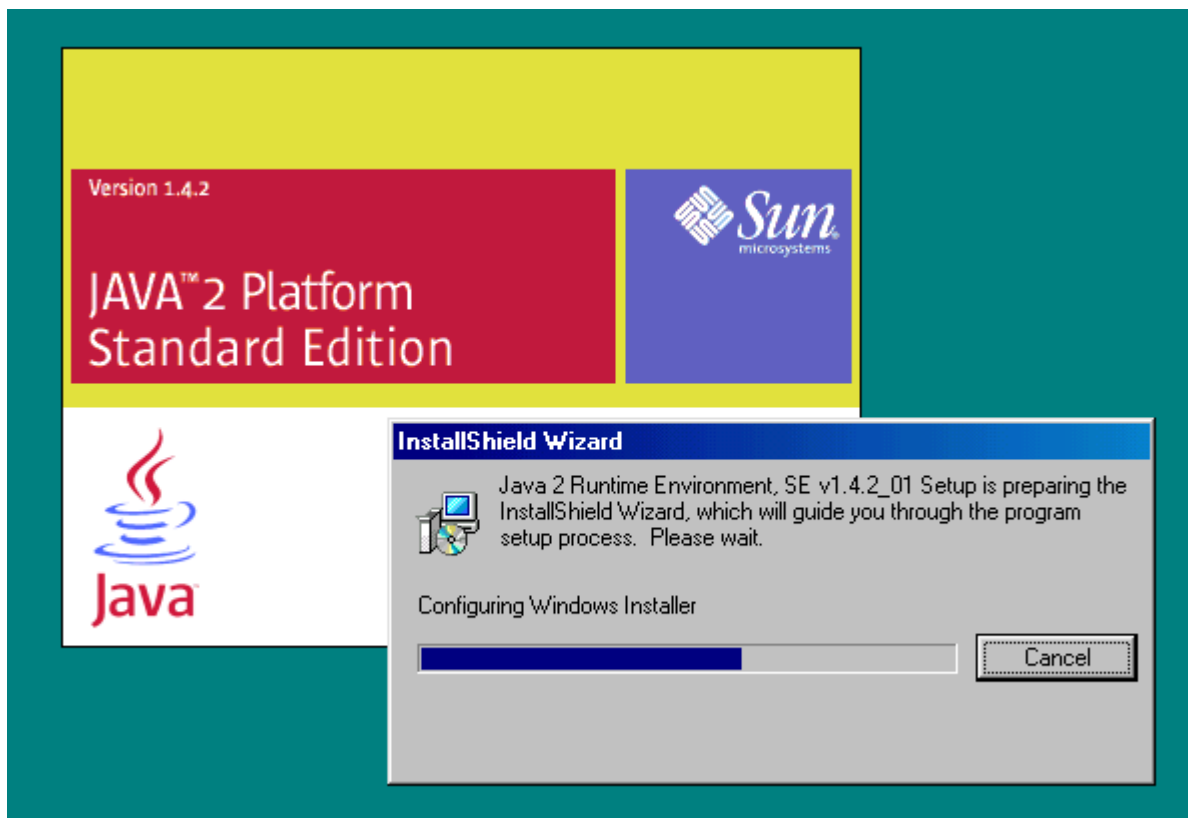 Version 1.4.2
Sun
microsystems
JAVA™2 Platform
Standard Edition
Java
InstallShield Wizard
Java 2 Runtime Environment, SE v1.4.2_01 Setup is preparing the
InstallShield Wizard, which will guide you through the program
setup process.  Please wait.
Configuring Windows Installer
Cancel